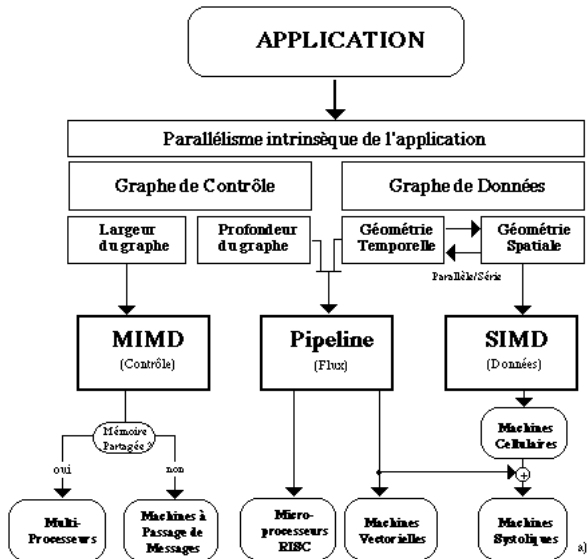 APPLICATION
Parallélisme intrinsèque de l'application
Graphe de Contrôle
Graphe de Données
Largeur
du graphe
Profondeur
du graphe
Géométrie
Temporelle
Géométrie
Spatiale
Parallèle/Série
MIMD
(Contrôle)
Pipeline
(Flux)
SIMD
(Données)
Mémoire
Partagée ?
oui
non
Machines
Cellulaires
+
Multi-
Processeurs
Machines à
Passage de
Messages
Micro-
processeurs
RISC
Machines
Vectorielles
Machines
Systoliques
a)